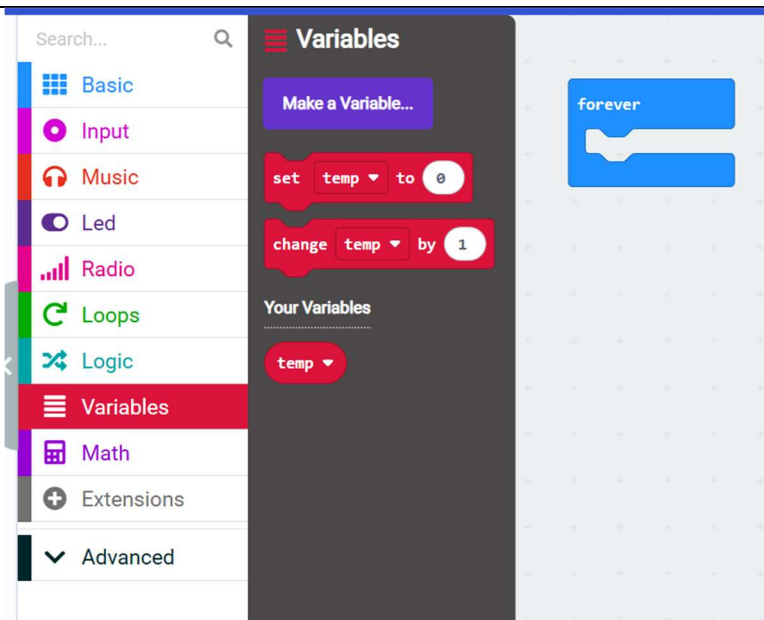 Search...
Basic
Input
Music
Led
Radio
Loops
Logic
Variables
Math
Extensions
Advanced
Variables
Make a Variable...
set temp to 0
change temp by 1
Your Variables
temp
forever